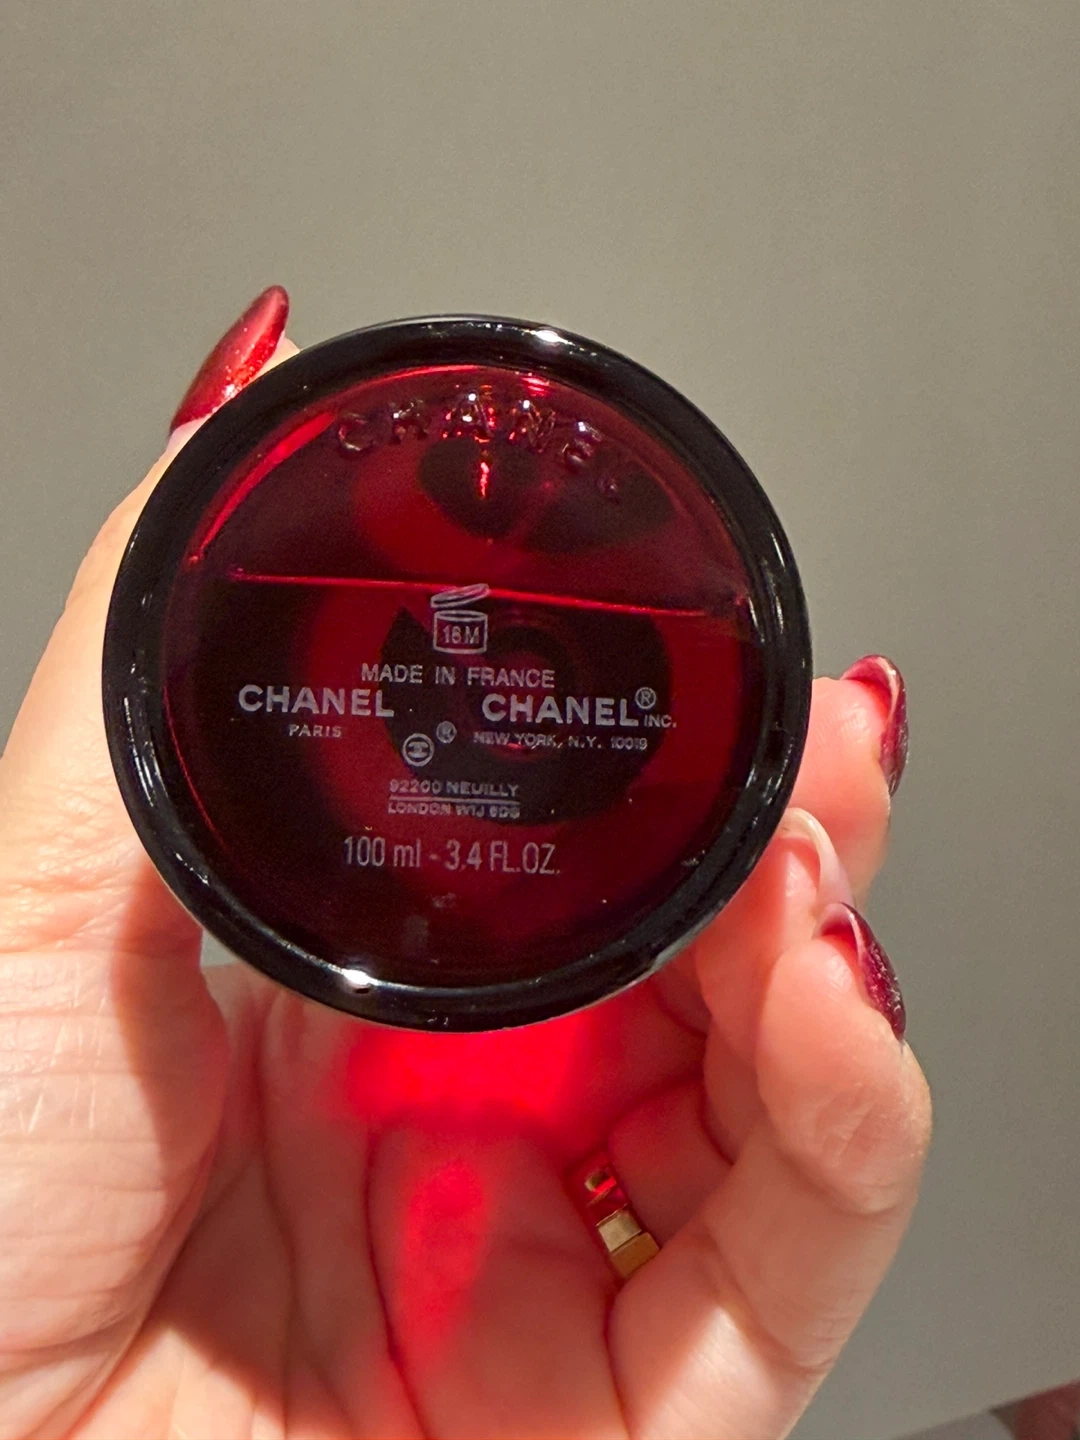 CHANEL
18M
MADE IN FRANCE
CHANEL CHANEL® INC.
PARIS ® NEW YORK, N.Y. 10019
92200 NEUILLY
LONDON W1J 6DG
100 ml - 3.4 FL.OZ.